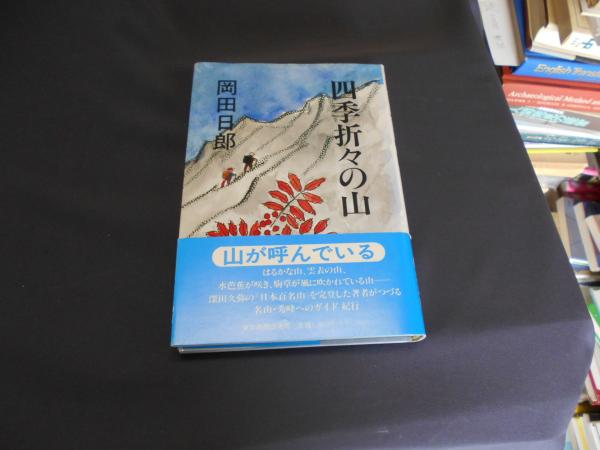 四季折々の山
岡田日郎
山が呼んでいる
はるかな山、雲表の山、
水芭蕉が咲き、駒草が風に吹かれている山――
深田久弥の『日本百名山』を完登した著者がつづる
名山・秀峰へのガイド紀行
English
Archaeological Method and